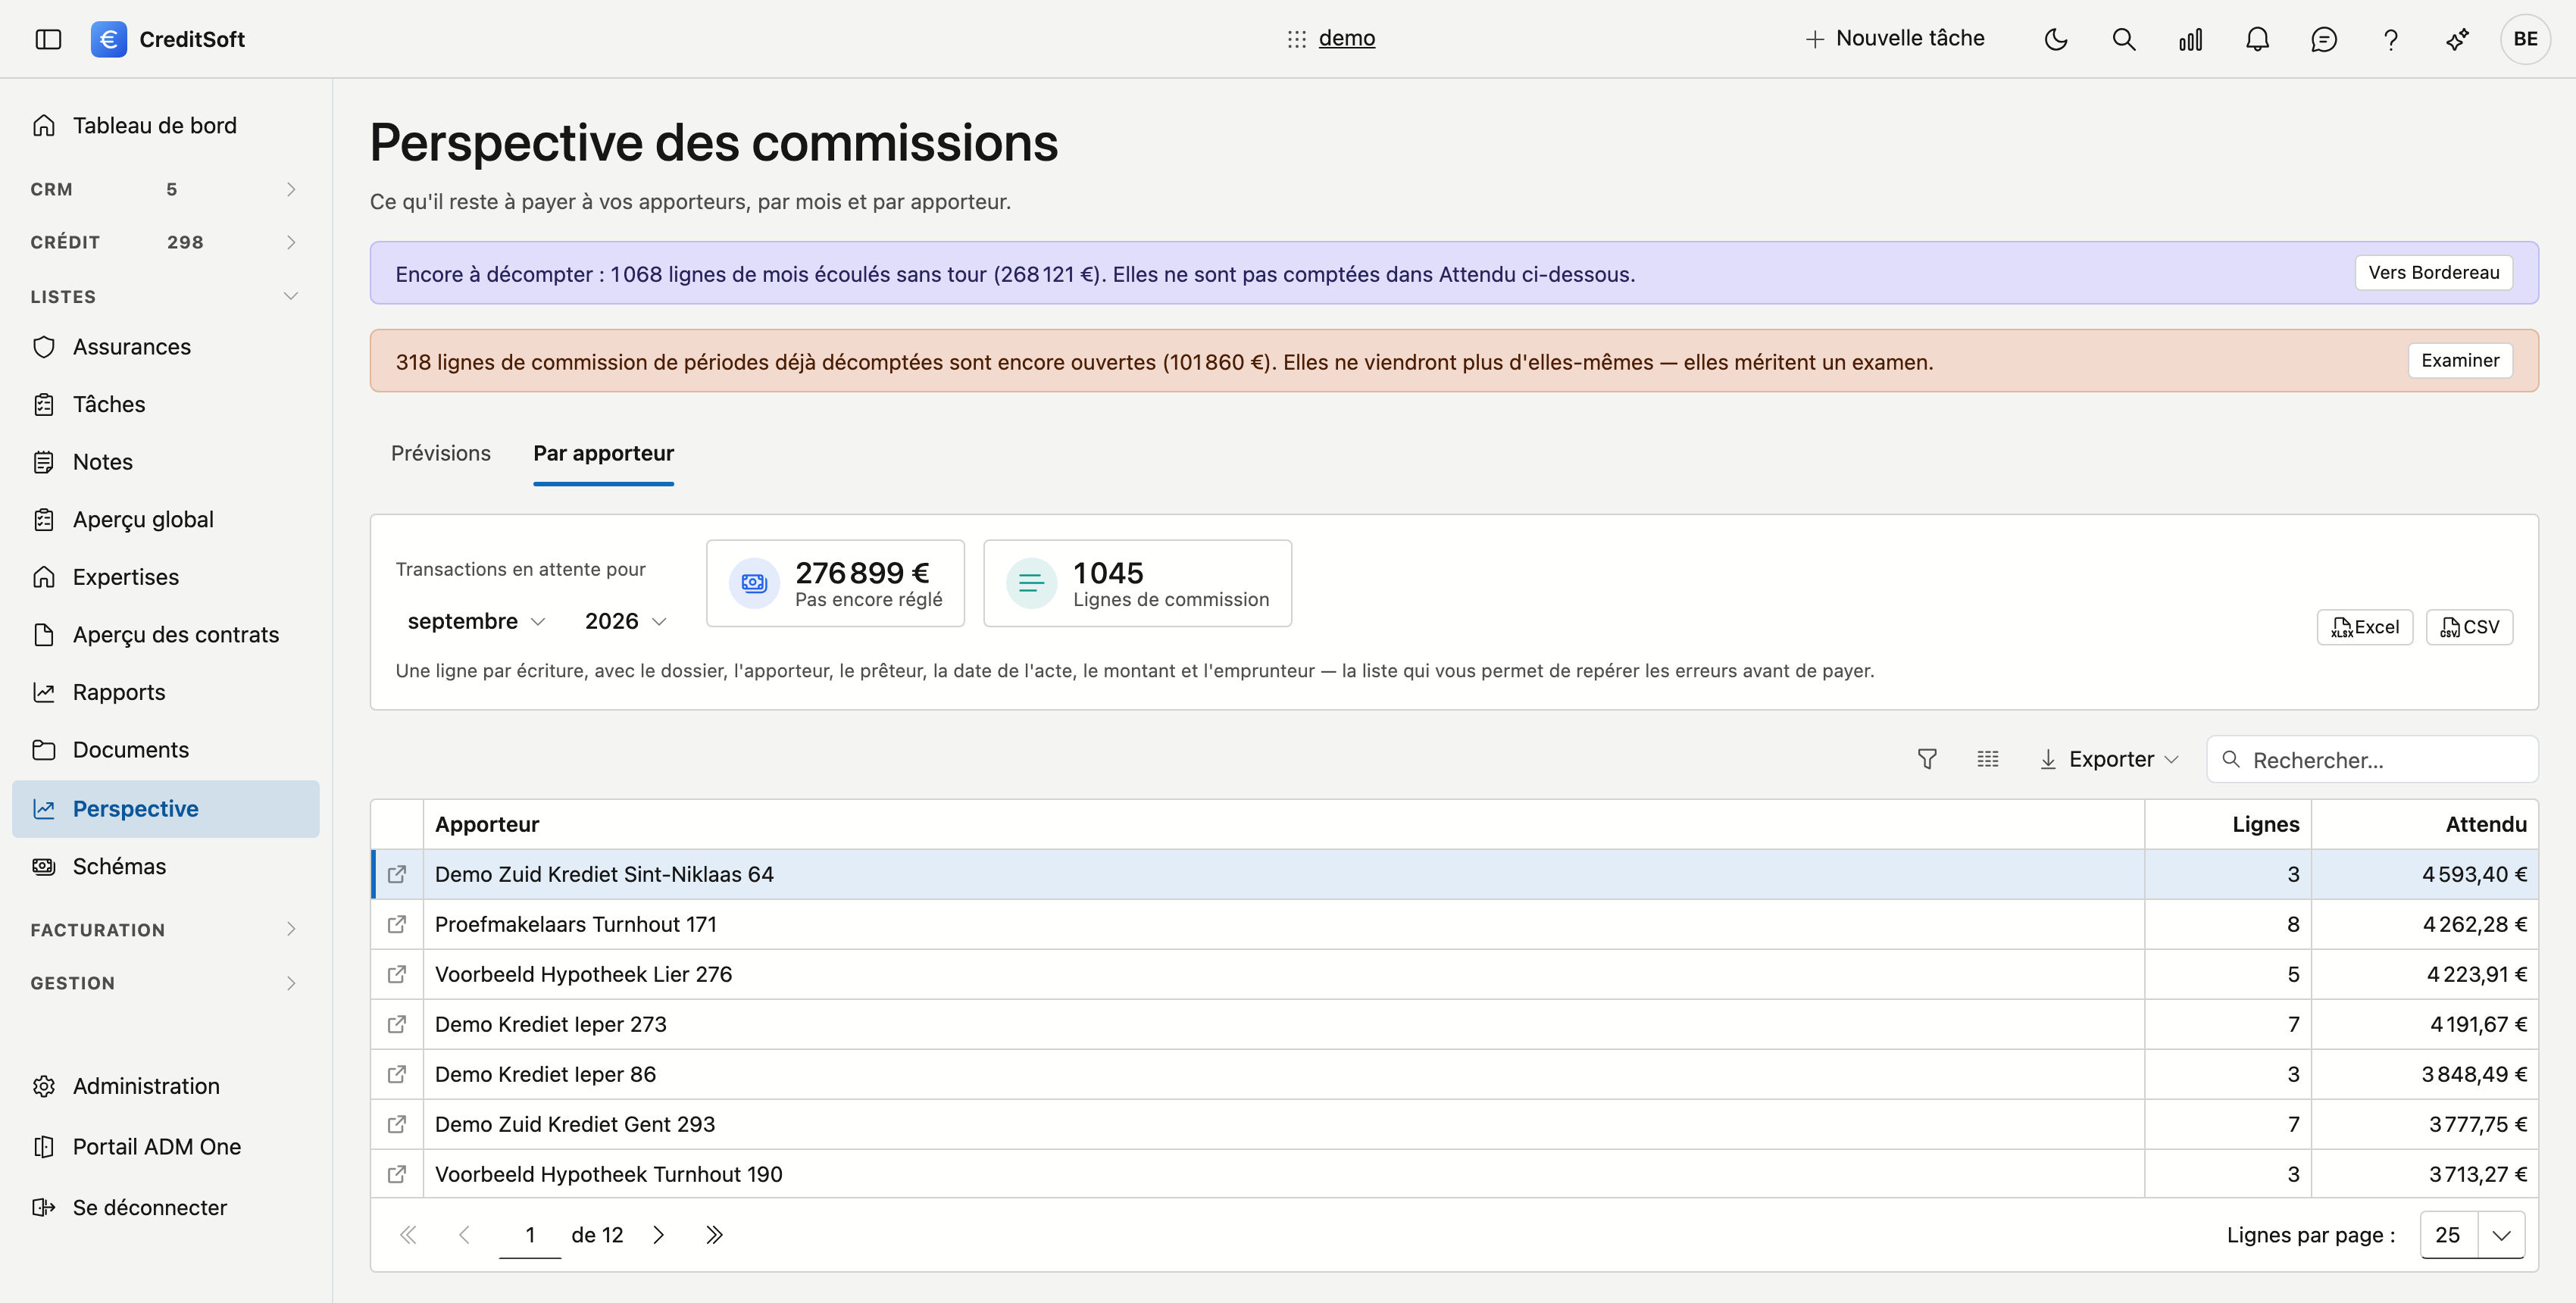 CreditSoft
demo
Nouvelle tâche
BE
Tableau de bord
CRM 5
CRÉDIT 298
LISTES
Assurances
Tâches
Notes
Aperçu global
Expertises
Aperçu des contrats
Rapports
Documents
Perspective
Schémas
FACTURATION
GESTION
Administration
Portail ADM One
Se déconnecter
Perspective des commissions
Ce qu'il reste à payer à vos apporteurs, par mois et par apporteur.
Encore à décompter : 1 068 lignes de mois écoulés sans tour (268 121 €). Elles ne sont pas comptées dans Attendu ci-dessous.
Vers Bordereau
318 lignes de commission de périodes déjà décomptées sont encore ouvertes (101 860 €). Elles ne viendront plus d'elles-mêmes — elles méritent un examen.
Examiner
Prévisions Par apporteur
Transactions en attente pour
septembre 2026
276 899 €
Pas encore réglé
1 045
Lignes de commission
XLSX Excel
CSV CSV
Une ligne par écriture, avec le dossier, l'apporteur, le prêteur, la date de l'acte, le montant et l'emprunteur — la liste qui vous permet de repérer les erreurs avant de payer.
Exporter
Rechercher...
Apporteur Lignes Attendu
Demo Zuid Krediet Sint-Niklaas 64 3 4 593,40 €
Proefmakelaars Turnhout 171 8 4 262,28 €
Voorbeeld Hypotheek Lier 276 5 4 223,91 €
Demo Krediet Ieper 273 7 4 191,67 €
Demo Krediet Ieper 86 3 3 848,49 €
Demo Zuid Krediet Gent 293 7 3 777,75 €
Voorbeeld Hypotheek Turnhout 190 3 3 713,27 €
1 de 12
Lignes par page : 25